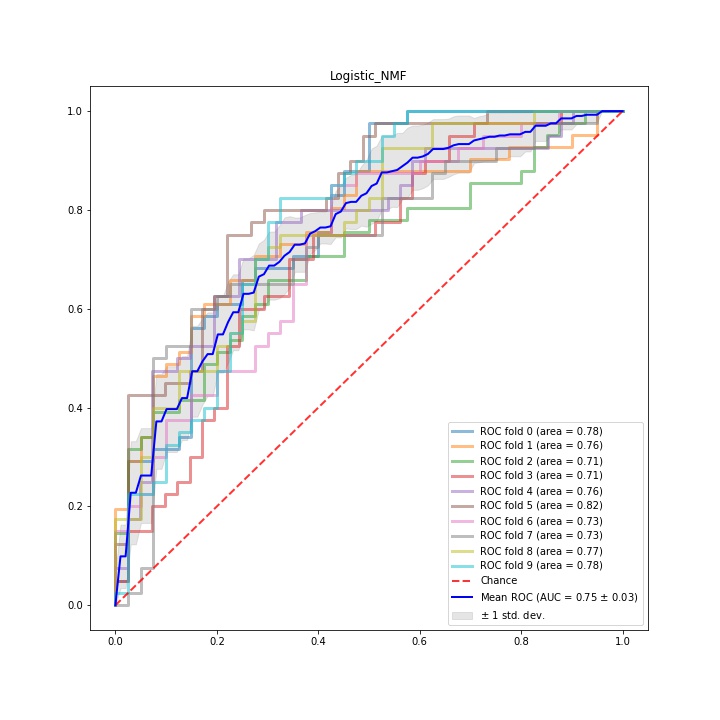 Logistic_NMF
1.0
0.8
0.6
0.4
0.2
0.0
0.0 0.2 0.4 0.6 0.8 1.0
ROC fold 0 (area = 0.78)
ROC fold 1 (area = 0.76)
ROC fold 2 (area = 0.71)
ROC fold 3 (area = 0.71)
ROC fold 4 (area = 0.76)
ROC fold 5 (area = 0.82)
ROC fold 6 (area = 0.73)
ROC fold 7 (area = 0.73)
ROC fold 8 (area = 0.77)
ROC fold 9 (area = 0.78)
Chance
Mean ROC (AUC = 0.75 ± 0.03)
± 1 std. dev.